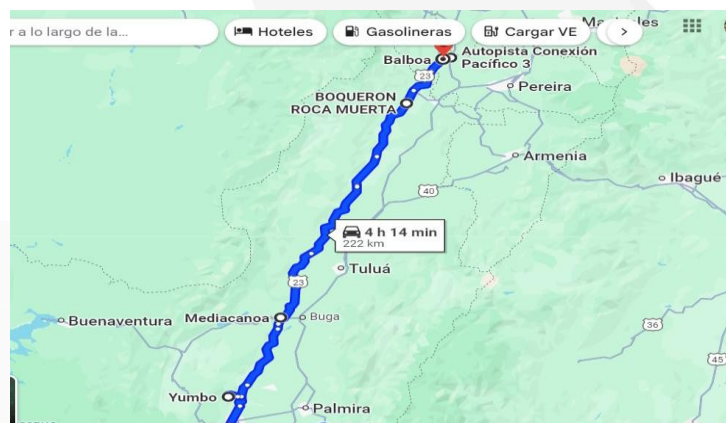 r a lo largo de la...
Hoteles
Gasolineras
Cargar VE
Autopista Conexión
Pacífico 3
Balboa
23
Pereira
BOQUERON
ROCA MUERTA
Armenia
Ibagué
40
4 h 14 min
222 km
Tuluá
23
Mediacanoa
Buga
Buenaventura
36
45
Yumbo
Palmira